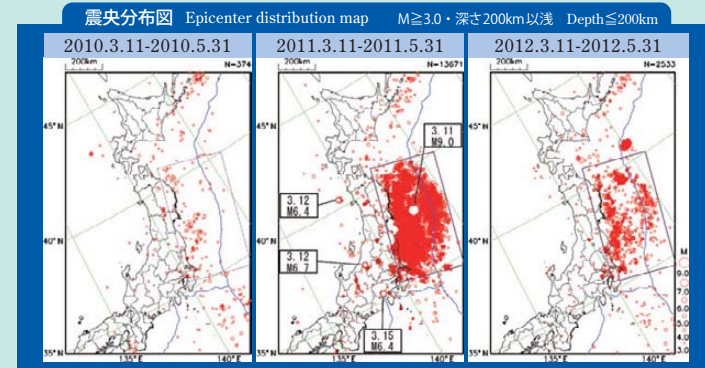 震央分布図 Epicenter distribution map M≧3.0・深さ200km以浅 Depth≦200km
2010.3.11-2010.5.31
200km
N=374
45°N
40°N
35°N
135°E
140°E
2011.3.11-2011.5.31
200km
N=13671
3.11
M9.0
45°N
3.12
M6.4
40°N
3.12
M6.7
3.15
M6.4
35°N
135°E
140°E
2012.3.11-2012.5.31
200km
N=2533
45°N
40°N
M
9.0
7.0
6.0
5.0
4.0
3.0
35°N
135°E
140°E